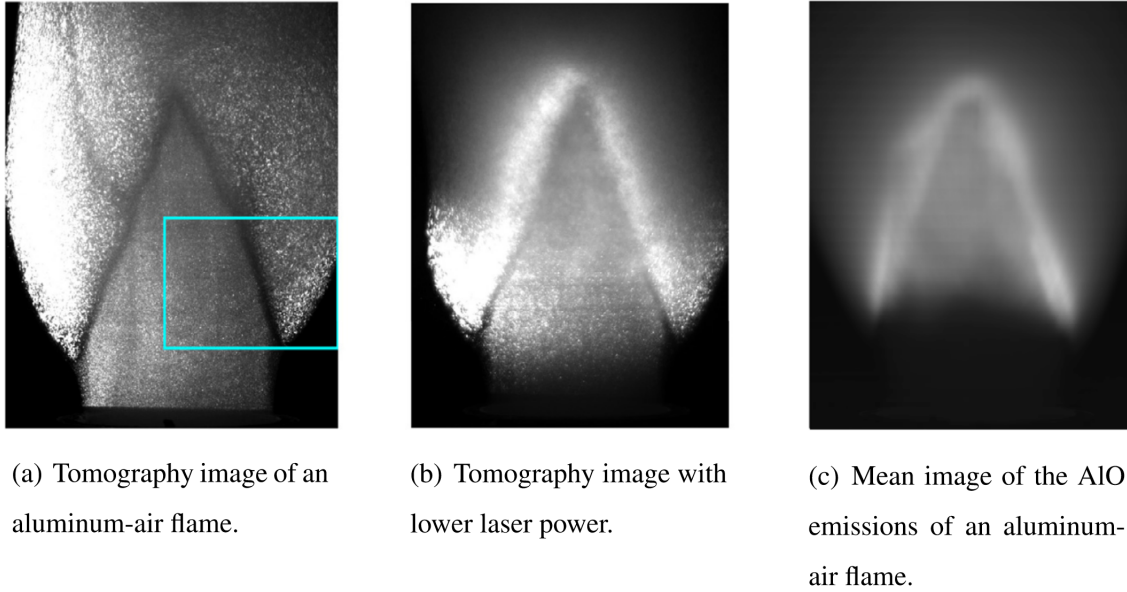 (a) Tomography image of an
aluminum-air flame.
(b) Tomography image with
lower laser power.
(c) Mean image of the AlO
emissions of an aluminum-
air flame.